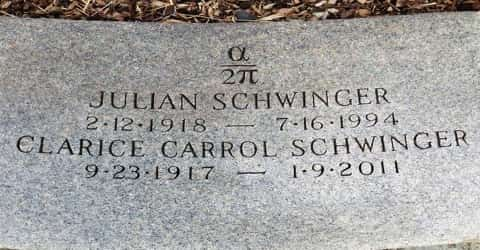 α
2π
JULIAN SCHWINGER
2·12·1918 — 7·16·1994
CLARICE CARROL SCHWINGER
9·23·1917 — 1·9·2011